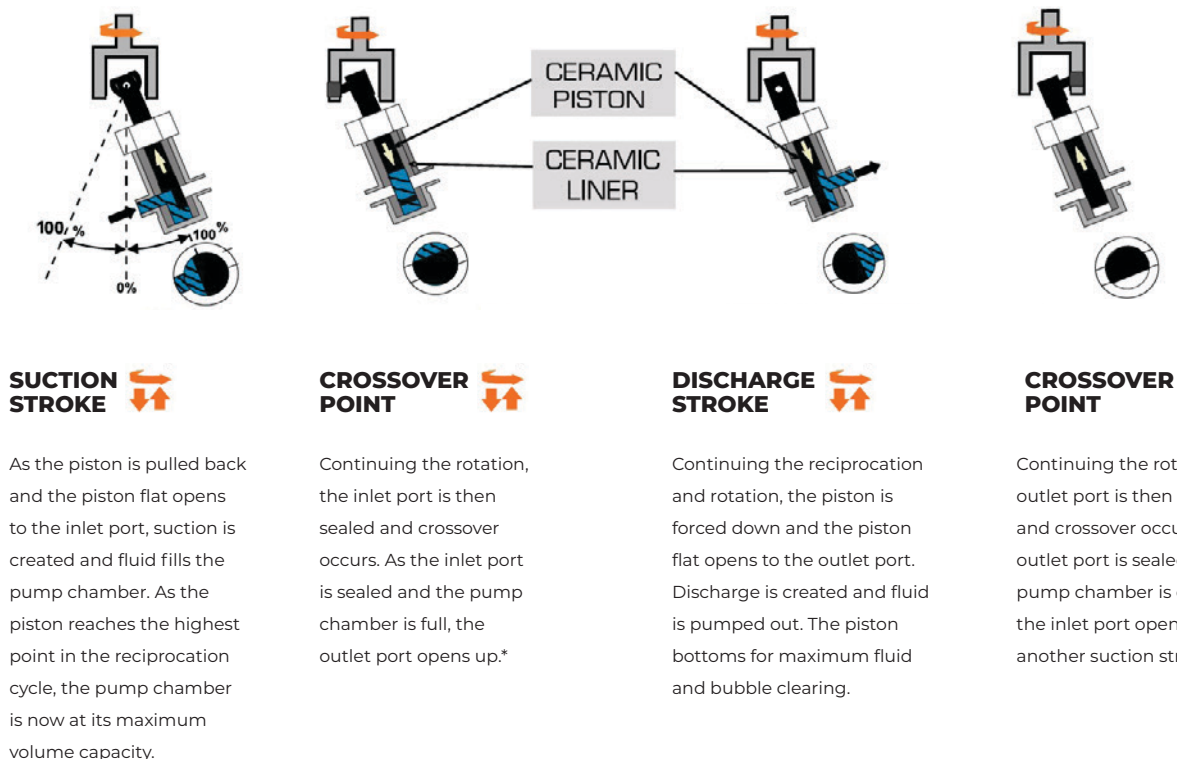 CERAMIC
PISTON
CERAMIC
LINER
100 %
100 %
0%
SUCTION
STROKE
As the piston is pulled back
and the piston flat opens
to the inlet port, suction is
created and fluid fills the
pump chamber. As the
piston reaches the highest
point in the reciprocation
cycle, the pump chamber
is now at its maximum
volume capacity.
CROSSOVER
POINT
Continuing the rotation,
the inlet port is then
sealed and crossover
occurs. As the inlet port
is sealed and the pump
chamber is full, the
outlet port opens up.*
DISCHARGE
STROKE
Continuing the reciprocation
and rotation, the piston is
forced down and the piston
flat opens to the outlet port.
Discharge is created and fluid
is pumped out. The piston
bottoms for maximum fluid
and bubble clearing.
CROSSOVER
POINT
Continuing the
outlet port is then
and crossover
outlet port is
pump chamber is
the inlet port
another suction